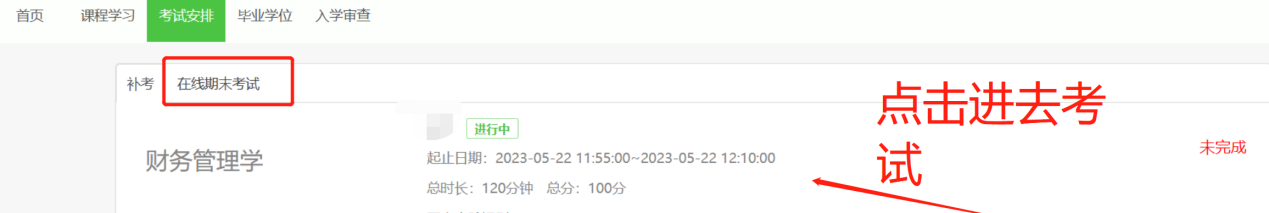 首页 课程学习 考试安排 毕业学位 入学审查
补考 在线期末考试
点击进去考
试
进行中
财务管理学
起止日期：2023-05-22 11:55:00~2023-05-22 12:10:00
未完成
总时长：120分钟 总分：100分